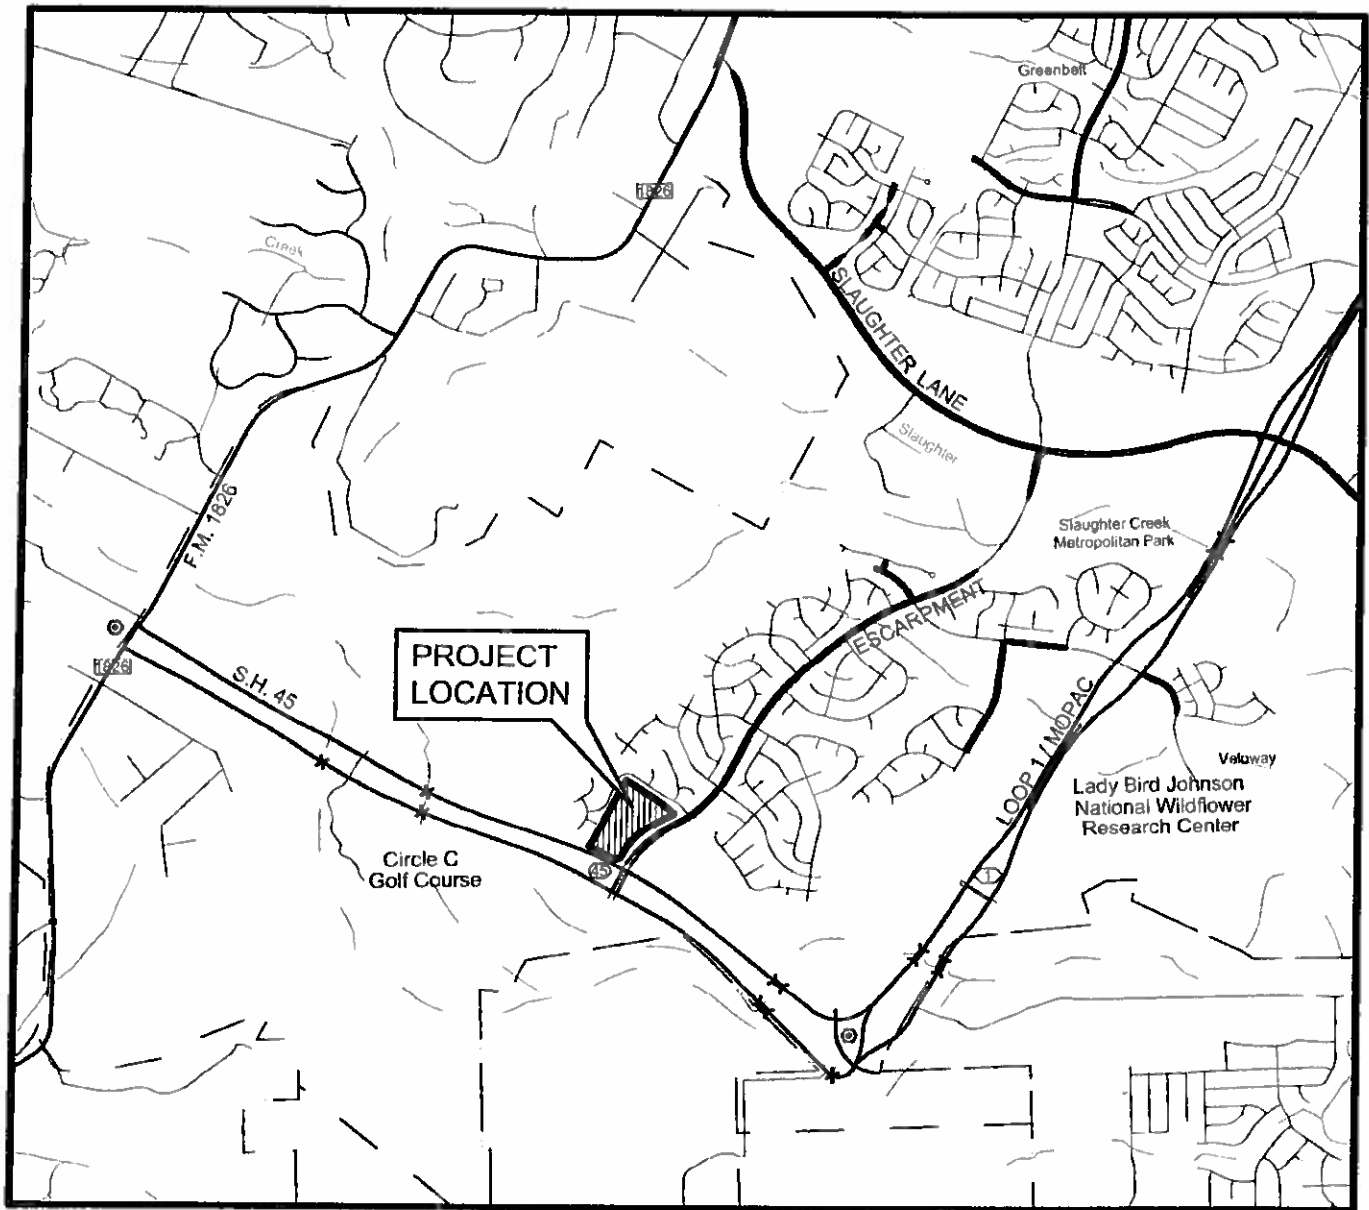 Greenbelt
1826
Creek
SLAUGHTER LANE
Slaughter
F.M. 1826
Slaughter Creek
Metropolitan Park
ESCARPMENT
1826
S.H. 45
PROJECT
LOCATION
LOOP 1 / MOPAC
Veloway
Lady Bird Johnson
National Wildflower
Research Center
Circle C
Golf Course
45
1